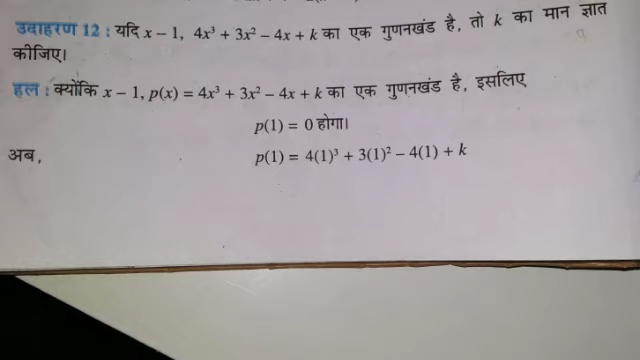 उदाहरण 12 : यदि x – 1, 4x³ + 3x² – 4x + k का एक गुणनखंड है, तो k का मान ज्ञात
कीजिए।
हल : क्योंकि x – 1, p(x) = 4x³ + 3x² – 4x + k का एक गुणनखंड है, इसलिए
p(1) = 0 होगा।
अब, p(1) = 4(1)³ + 3(1)² – 4(1) + k